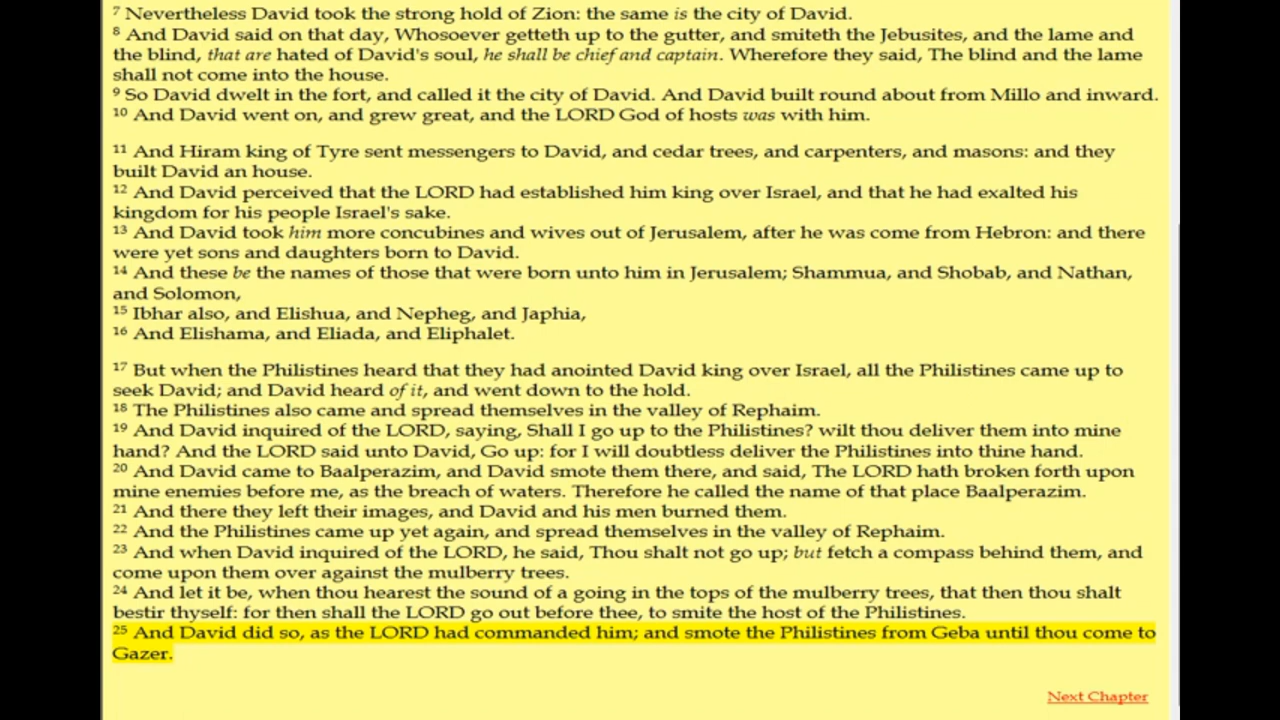 7 Nevertheless David took the strong hold of Zion: the same is the city of David.
8 And David said on that day, Whosoever getteth up to the gutter, and smiteth the Jebusites, and the lame and
the blind, that are hated of David's soul, he shall be chief and captain. Wherefore they said, The blind and the lame
shall not come into the house.
9 So David dwelt in the fort, and called it the city of David. And David built round about from Millo and inward.
10 And David went on, and grew great, and the LORD God of hosts was with him.
11 And Hiram king of Tyre sent messengers to David, and cedar trees, and carpenters, and masons: and they
built David an house.
12 And David perceived that the LORD had established him king over Israel, and that he had exalted his
kingdom for his people Israel's sake.
13 And David took him more concubines and wives out of Jerusalem, after he was come from Hebron: and there
were yet sons and daughters born to David.
14 And these be the names of those that were born unto him in Jerusalem; Shammua, and Shobab, and Nathan,
and Solomon,
15 Ibhar also, and Elishua, and Nepheg, and Japhia,
16 And Elishama, and Eliada, and Eliphalet.
17 But when the Philistines heard that they had anointed David king over Israel, all the Philistines came up to
seek David; and David heard of it, and went down to the hold.
18 The Philistines also came and spread themselves in the valley of Rephaim.
19 And David inquired of the LORD, saying, Shall I go up to the Philistines? wilt thou deliver them into mine
hand? And the LORD said unto David, Go up: for I will doubtless deliver the Philistines into thine hand.
20 And David came to Baalperazim, and David smote them there, and said, The LORD hath broken forth upon
mine enemies before me, as the breach of waters. Therefore he called the name of that place Baalperazim.
21 And there they left their images, and David and his men burned them.
22 And the Philistines came up yet again, and spread themselves in the valley of Rephaim.
23 And when David inquired of the LORD, he said, Thou shalt not go up; but fetch a compass behind them, and
come upon them over against the mulberry trees.
24 And let it be, when thou hearest the sound of a going in the tops of the mulberry trees, that then thou shalt
bestir thyself: for then shall the LORD go out before thee, to smite the host of the Philistines.
25 And David did so, as the LORD had commanded him; and smote the Philistines from Geba until thou come to
Gazer.
Next Chapter